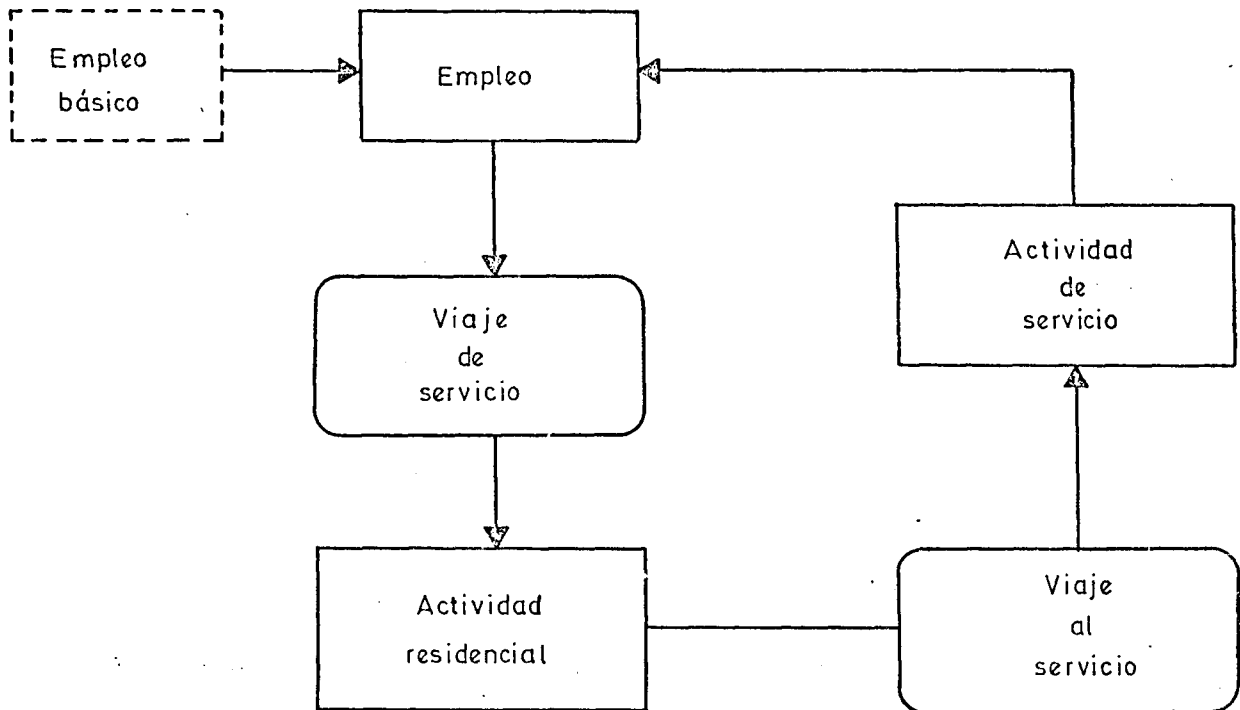 Empleo
básico
Empleo
Viaje
de
servicio
Actividad
residencial
Viaje
al
servicio
Actividad
de
servicio